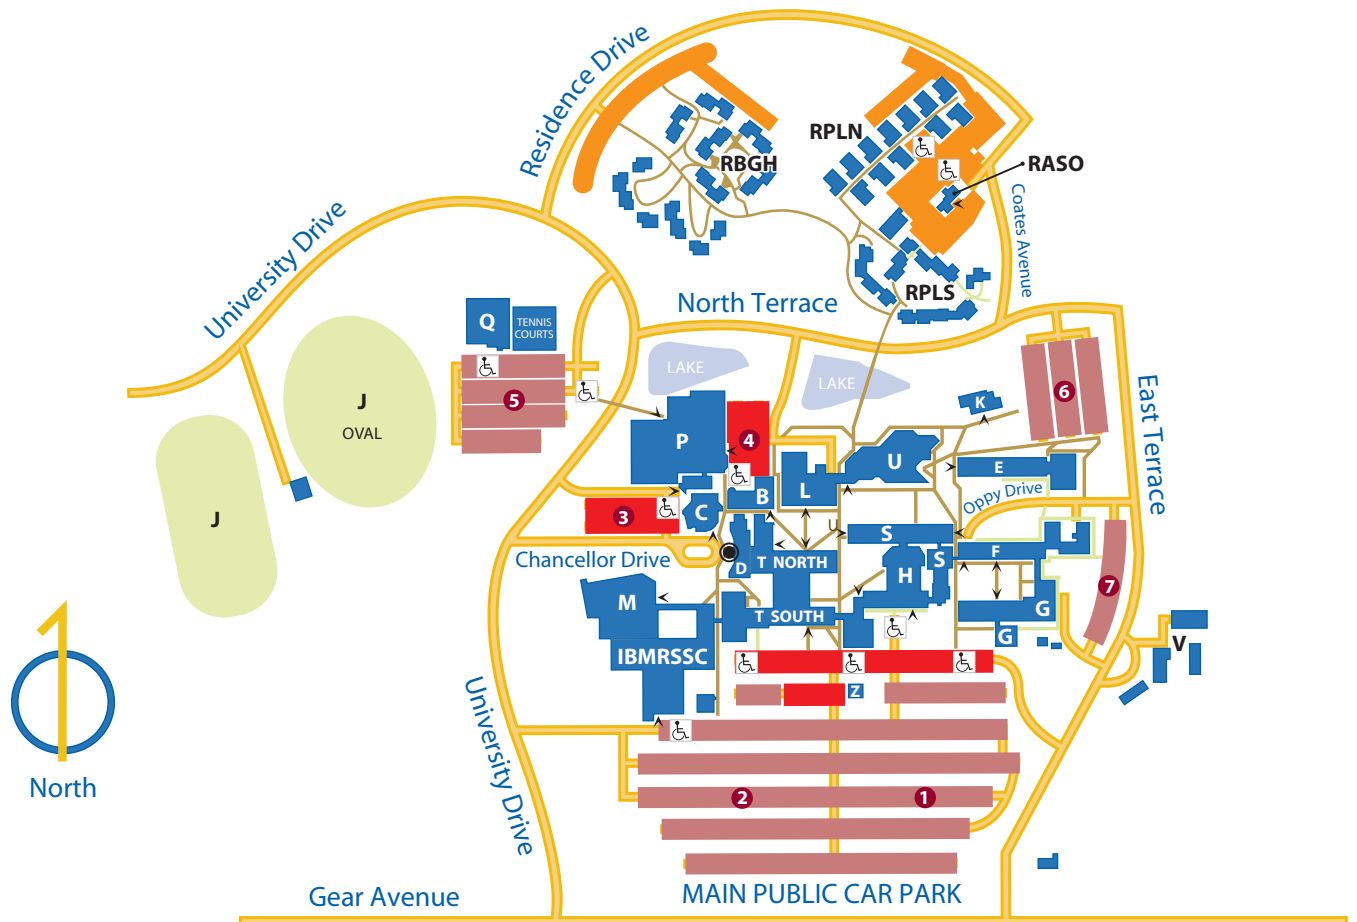 Residence Drive
RPLN
RBGH
RASO
Coates Avenue
University Drive
RPLS
North Terrace
Q
TENNIS
COURTS
LAKE
LAKE
5
J
OVAL
6
East Terrace
K
P
4
U
E
L
B
Oppy Drive
C
3
J
U
S
Chancellor Drive
D
T NORTH
S
F
H
7
M
T SOUTH
G
G
V
IBMRSSC
Z
University Drive
North
2
1
Gear Avenue
MAIN PUBLIC CAR PARK